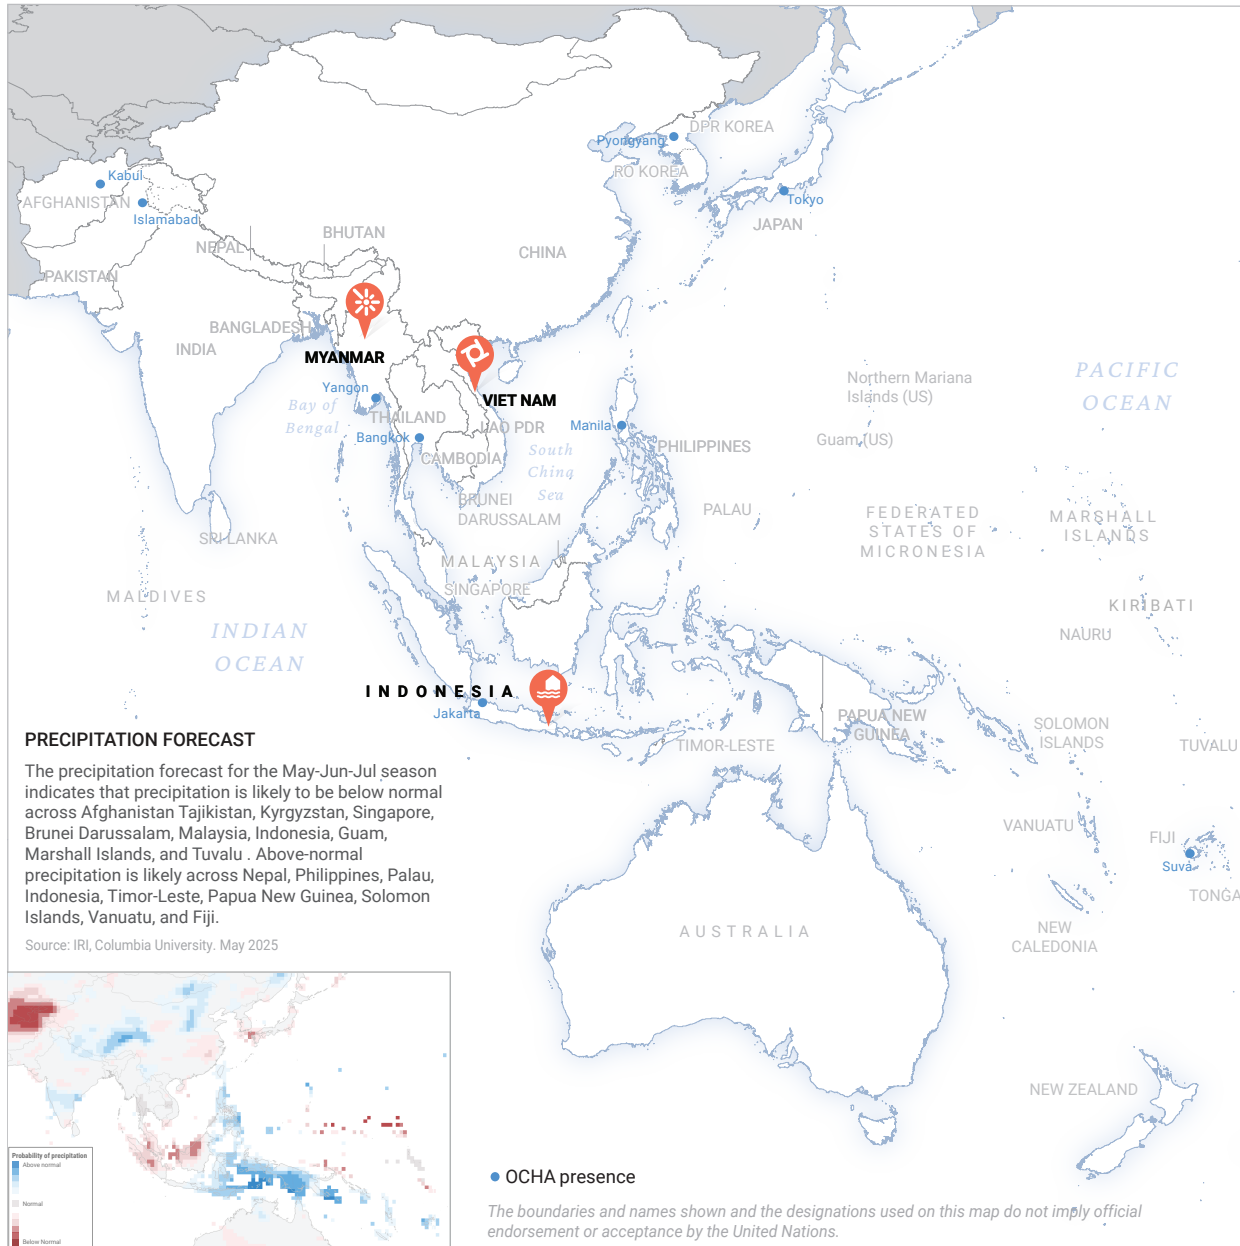 DPR KOREA
Pyongyang
RO KOREA
Kabul
AFGHANISTAN
Islamabad
Tokyo
JAPAN
BHUTAN
NEPAL
CHINA
PAKISTAN
BANGLADESH
INDIA
MYANMAR
VIET NAM
Yangon
Bay of
Bengal
THAILAND
LAO PDR
Bangkok
CAMBODIA
South
China
Sea
Manila
PHILIPPINES
Northern Mariana
Islands (US)
Guam (US)
PACIFIC
OCEAN
BRUNEI
DARUSSALAM
PALAU
FEDERATED
STATES OF
MICRONESIA
MARSHALL
ISLANDS
SRI LANKA
MALAYSIA
SINGAPORE
MALDIVES
KIRIBATI
NAURU
INDIAN
OCEAN
INDONESIA
Jakarta
TIMOR-LESTE
PAPUA NEW
GUINEA
SOLOMON
ISLANDS
TUVALU
VANUATU
FIJI
Suva
TONGA
NEW
CALEDONIA
AUSTRALIA
NEW ZEALAND
PRECIPITATION FORECAST
The precipitation forecast for the May-Jun-Jul season
indicates that precipitation is likely to be below normal
across Afghanistan Tajikistan, Kyrgyzstan, Singapore,
Brunei Darussalam, Malaysia, Indonesia, Guam,
Marshall Islands, and Tuvalu . Above-normal
precipitation is likely across Nepal, Philippines, Palau,
Indonesia, Timor-Leste, Papua New Guinea, Solomon
Islands, Vanuatu, and Fiji.
Source: IRI, Columbia University. May 2025
Probability of precipitation
Above normal
Normal
Below Normal
OCHA presence
The boundaries and names shown and the designations used on this map do not imply official
endorsement or acceptance by the United Nations.